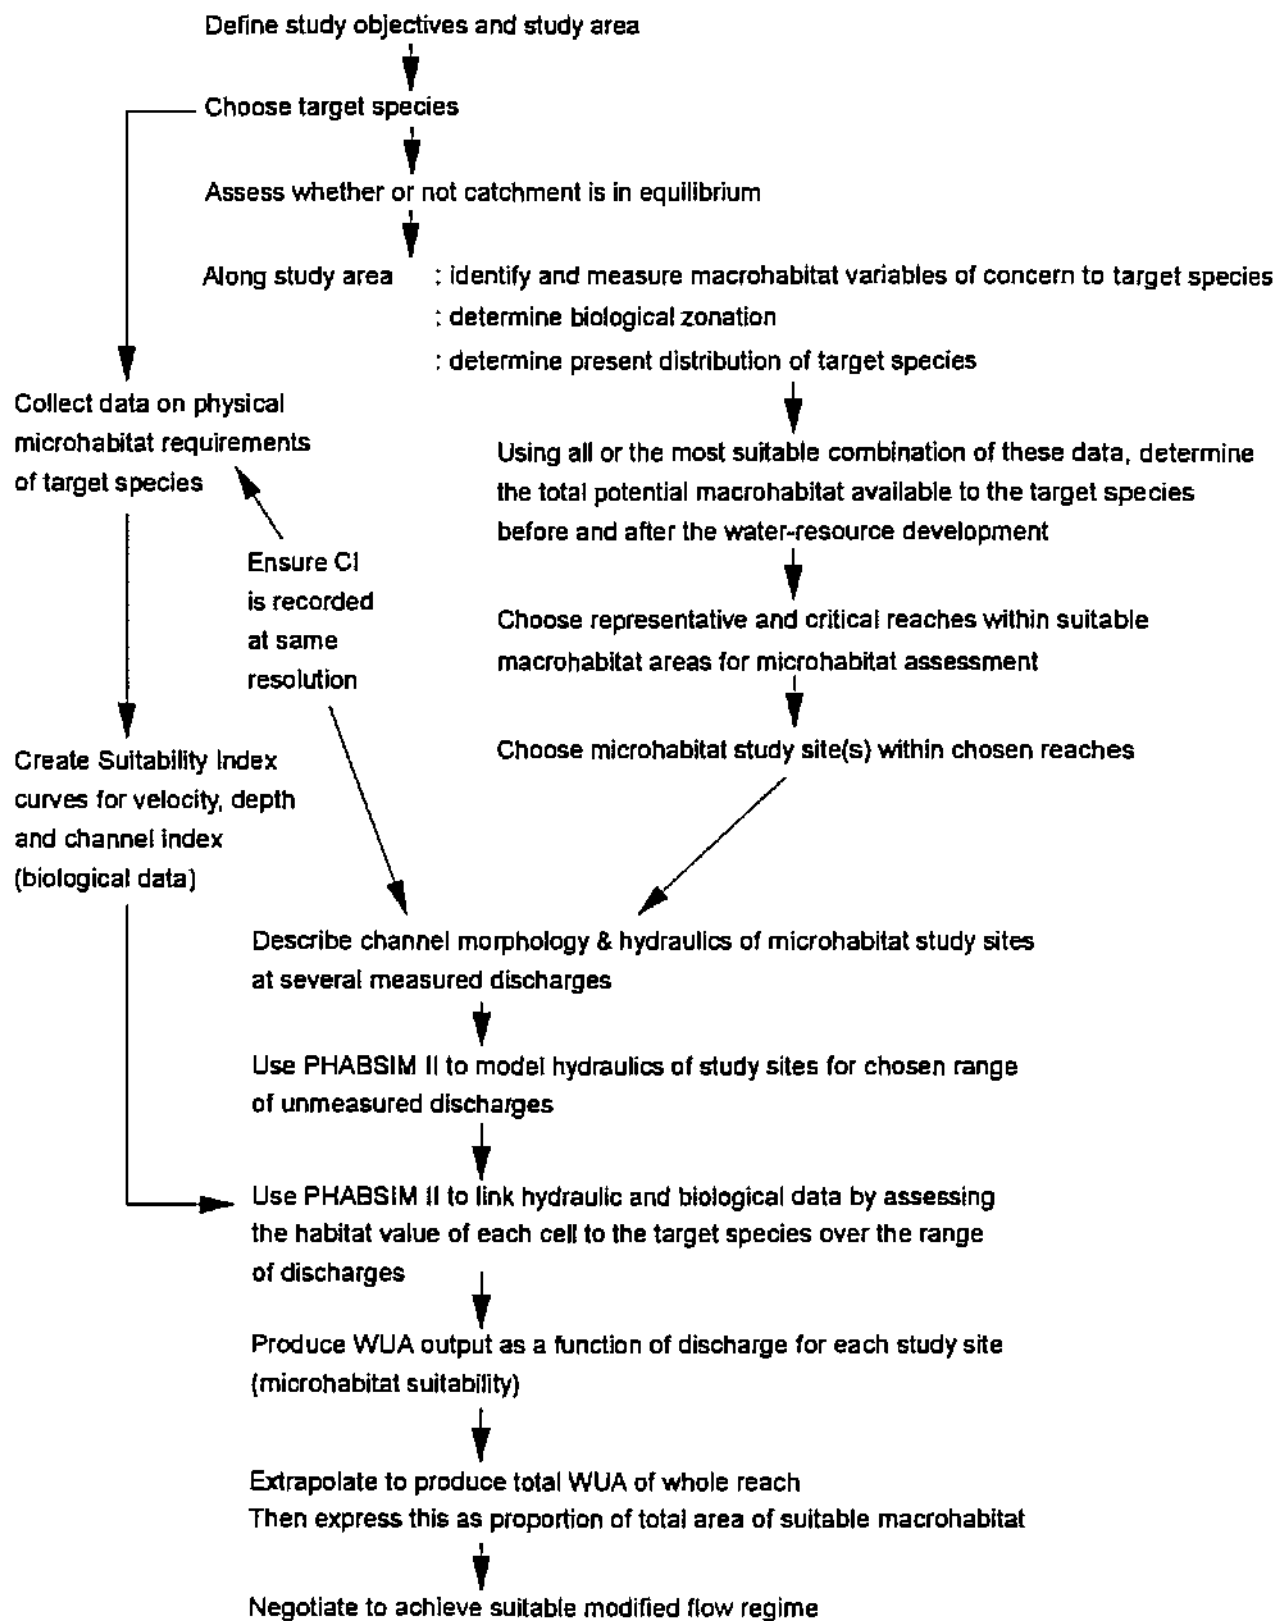 Define study objectives and study area
Choose target species
Assess whether or not catchment is in equilibrium
Along study area : identify and measure macrohabitat variables of concern to target species
: determine biological zonation
: determine present distribution of target species
Collect data on physical
microhabitat requirements
of target species
Using all or the most suitable combination of these data, determine
the total potential macrohabitat available to the target species
before and after the water-resource development
Ensure CI
is recorded
at same
resolution
Choose representative and critical reaches within suitable
macrohabitat areas for microhabitat assessment
Choose microhabitat study site(s) within chosen reaches
Create Suitability Index
curves for velocity, depth
and channel index
(biological data)
Describe channel morphology & hydraulics of microhabitat study sites
at several measured discharges
Use PHABSIM II to model hydraulics of study sites for chosen range
of unmeasured discharges
Use PHABSIM II to link hydraulic and biological data by assessing
the habitat value of each cell to the target species over the range
of discharges
Produce WUA output as a function of discharge for each study site
(microhabitat suitability)
Extrapolate to produce total WUA of whole reach
Then express this as proportion of total area of suitable macrohabitat
Negotiate to achieve suitable modified flow regime